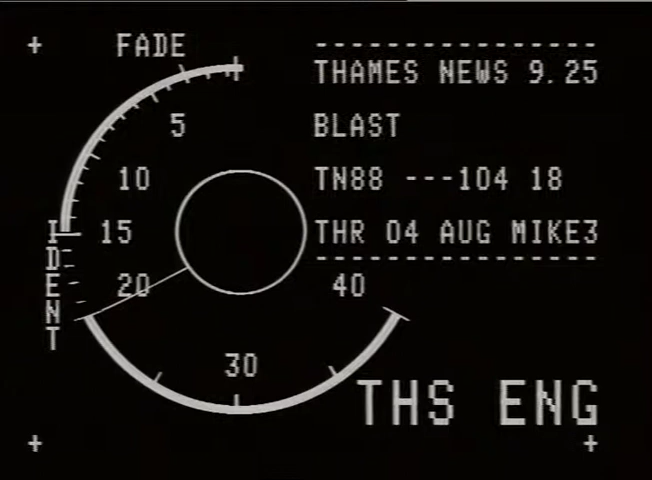 FADE
THAMES NEWS 9.25
BLAST
TN88 ---104 18
THR 04 AUG MIKE3
5
10
15
20
30
40
IDENT
THS ENG